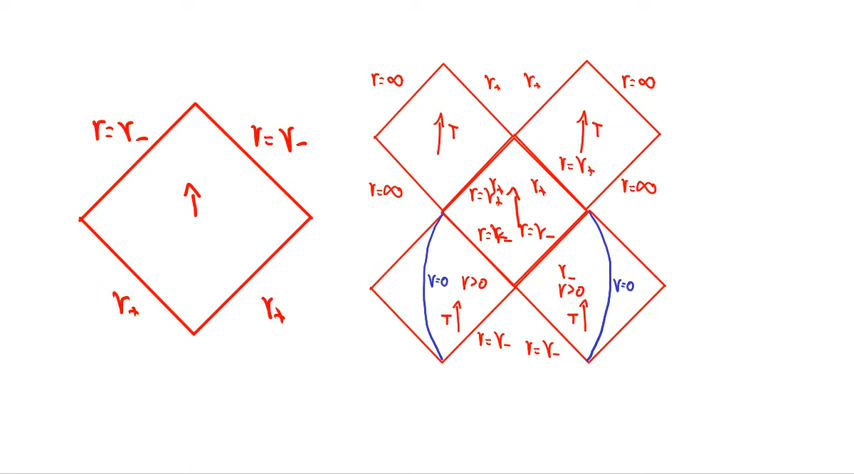 r=∞ r₊ r₊ r=∞
r=r₋ r=r₋
T T
r=r₊
r=∞ r=r₊ r₊ r₊ r=∞
r=r₋ r=r₋
r=0 r>0 r₋ r=0
r>0
r₊ r₊
T T
r=r₋ r=r₋